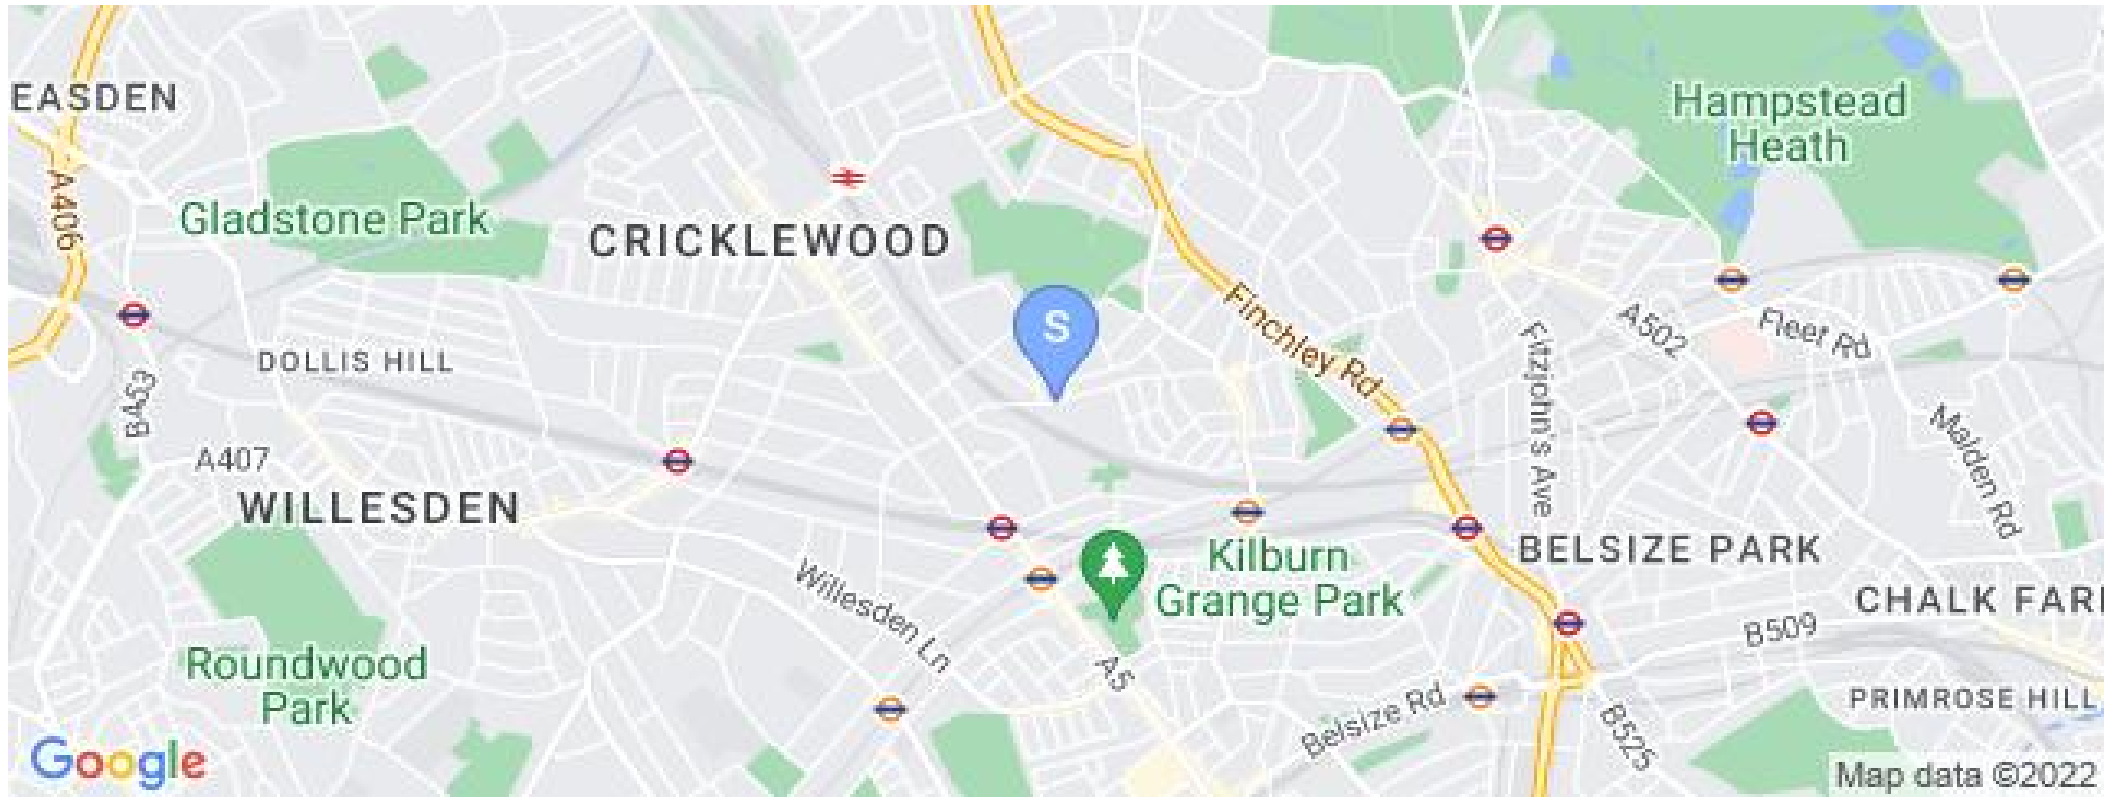 EASDEN
Hampstead
Heath
A406
Gladstone Park
CRICKLEWOOD
S
Finchley Rd
A502
Fleet Rd
Fitzjohn's Ave
DOLLIS HILL
B453
Malden Rd
A407
WILLESDEN
Kilburn
Grange Park
BELSIZE PARK
Willesden Ln
CHALK FAR
B509
Roundwood
Park
A5
Belsize Rd
PRIMROSE HILL
B525
Google
Map data ©2022